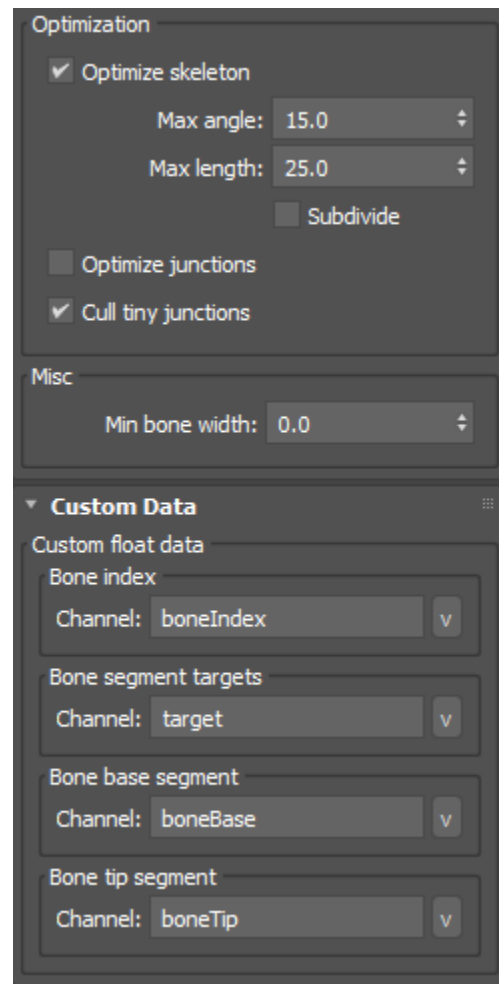 Optimization
Optimize skeleton
Max angle: 15.0
Max length: 25.0
Subdivide
Optimize junctions
Cull tiny junctions
Misc
Min bone width: 0.0
Custom Data
Custom float data
Bone index
Channel: boneIndex v
Bone segment targets
Channel: target v
Bone base segment
Channel: boneBase v
Bone tip segment
Channel: boneTip v